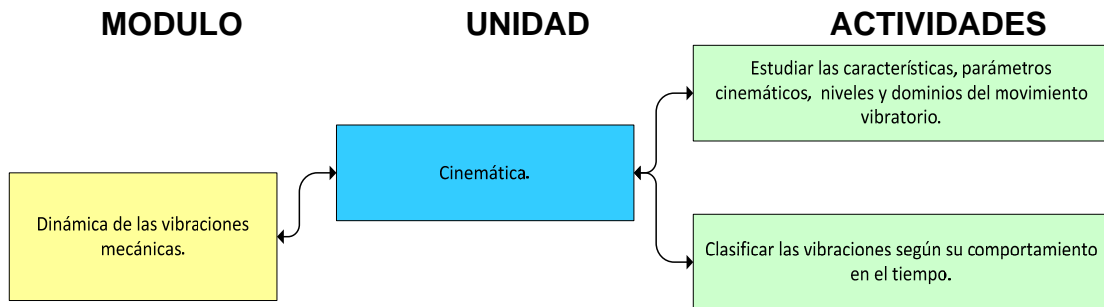 MODULO
UNIDAD
ACTIVIDADES
Dinámica de las vibraciones
mecánicas.
Cinemática.
Estudiar las características, parámetros
cinemáticos, niveles y dominios del movimiento
vibratorio.
Clasificar las vibraciones según su comportamiento
en el tiempo.